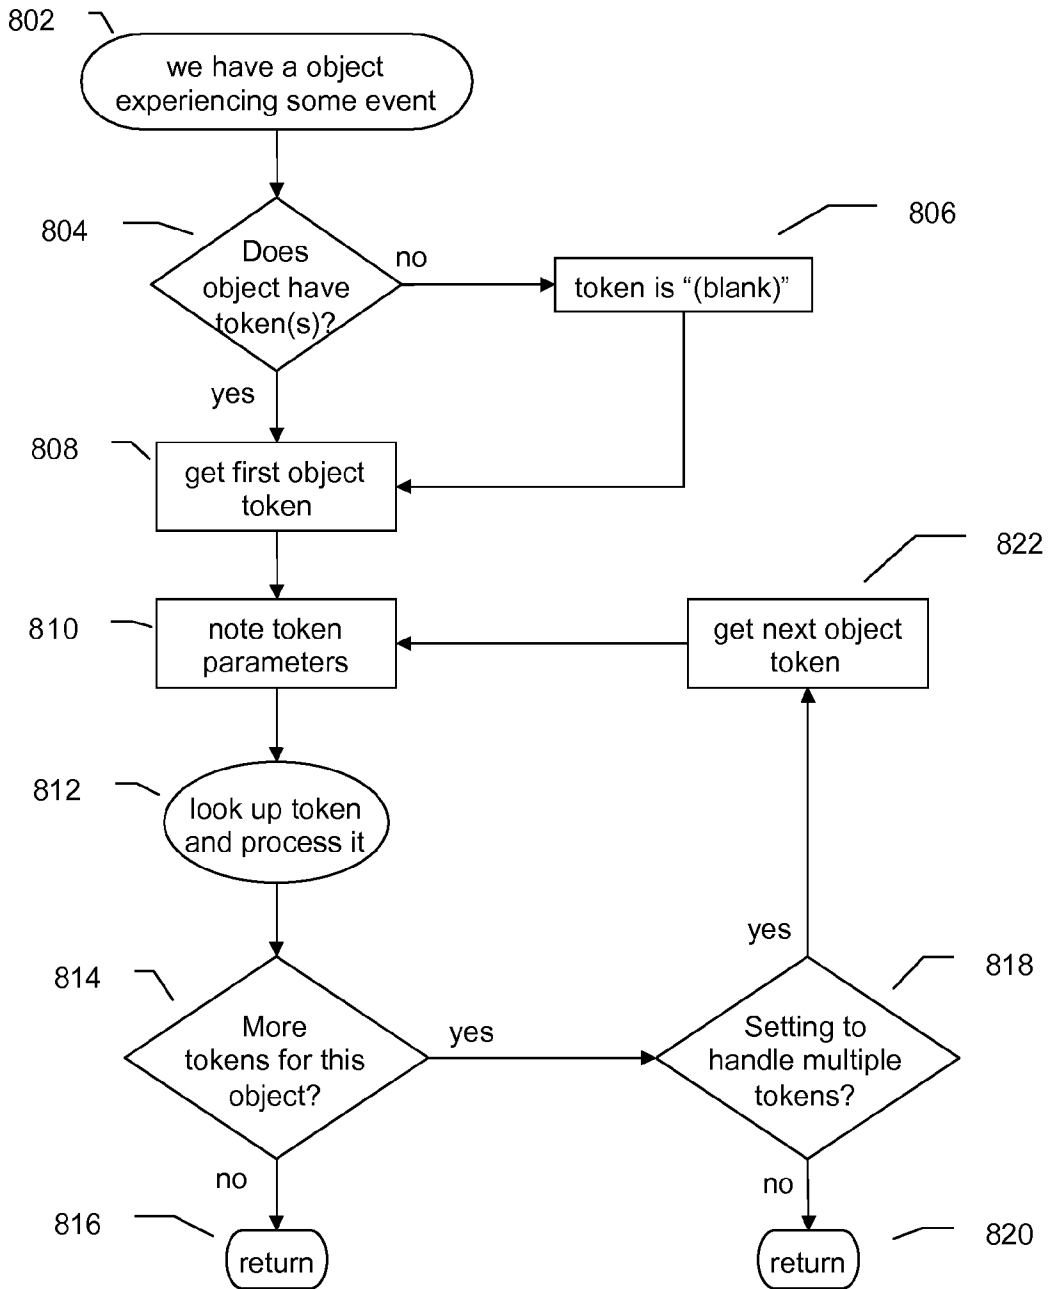 802
we have a object
experiencing some event
804
Does
object have
token(s)?
no
806
token is “(blank)”
yes
808
get first object
token
822
810
note token
parameters
get next object
token
812
look up token
and process it
814
More
tokens for this
object?
yes
yes
818
Setting to
handle multiple
tokens?
no
816
return
no
820
return